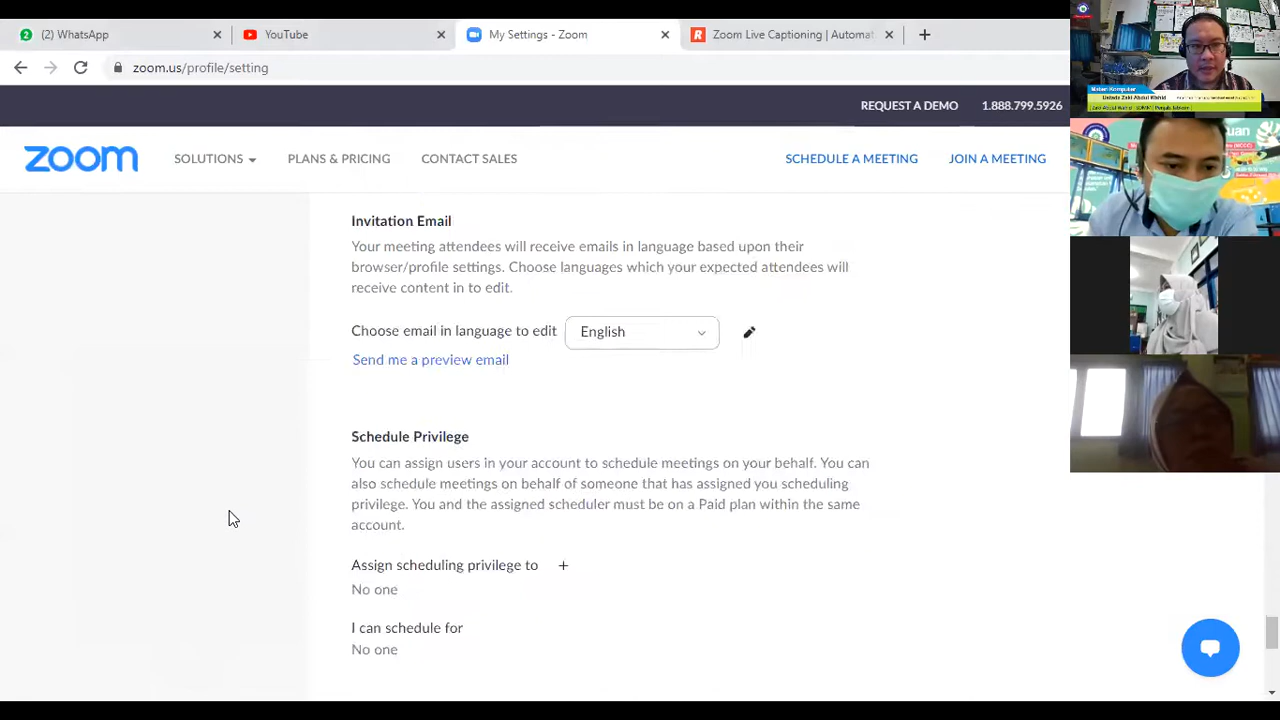 (2) WhatsApp
YouTube
My Settings - Zoom
Zoom Live Captioning | Automat
zoom.us/profile/setting
REQUEST A DEMO
1.888.799.5926
zoom
SOLUTIONS
PLANS & PRICING
CONTACT SALES
SCHEDULE A MEETING
JOIN A MEETING
Invitation Email
Your meeting attendees will receive emails in language based upon their
browser/profile settings. Choose languages which your expected attendees will
receive content in to edit.
Choose email in language to edit
English
Send me a preview email
Schedule Privilege
You can assign users in your account to schedule meetings on your behalf. You can
also schedule meetings on behalf of someone that has assigned you scheduling
privilege. You and the assigned scheduler must be on a Paid plan within the same
account.
Assign scheduling privilege to +
No one
I can schedule for
No one
Materi Komputer
Ustadz Zaki Abdul Wahid